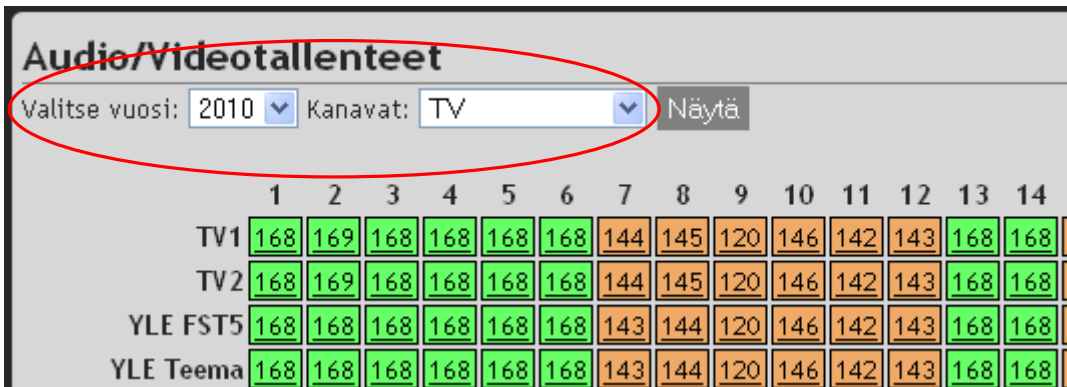 Audio/Videotallenteet
Valitse vuosi: 2010 Kanavat: TV Näytä
1 2 3 4 5 6 7 8 9 10 11 12 13 14
TV1 168 169 168 168 168 168 144 145 120 146 142 143 168 168
TV2 168 169 168 168 168 168 144 145 120 146 142 143 168 168
YLE FST5 168 168 168 168 168 168 143 144 120 146 142 143 168 168
YLE Teema 168 168 168 168 168 168 143 144 120 146 142 143 168 168